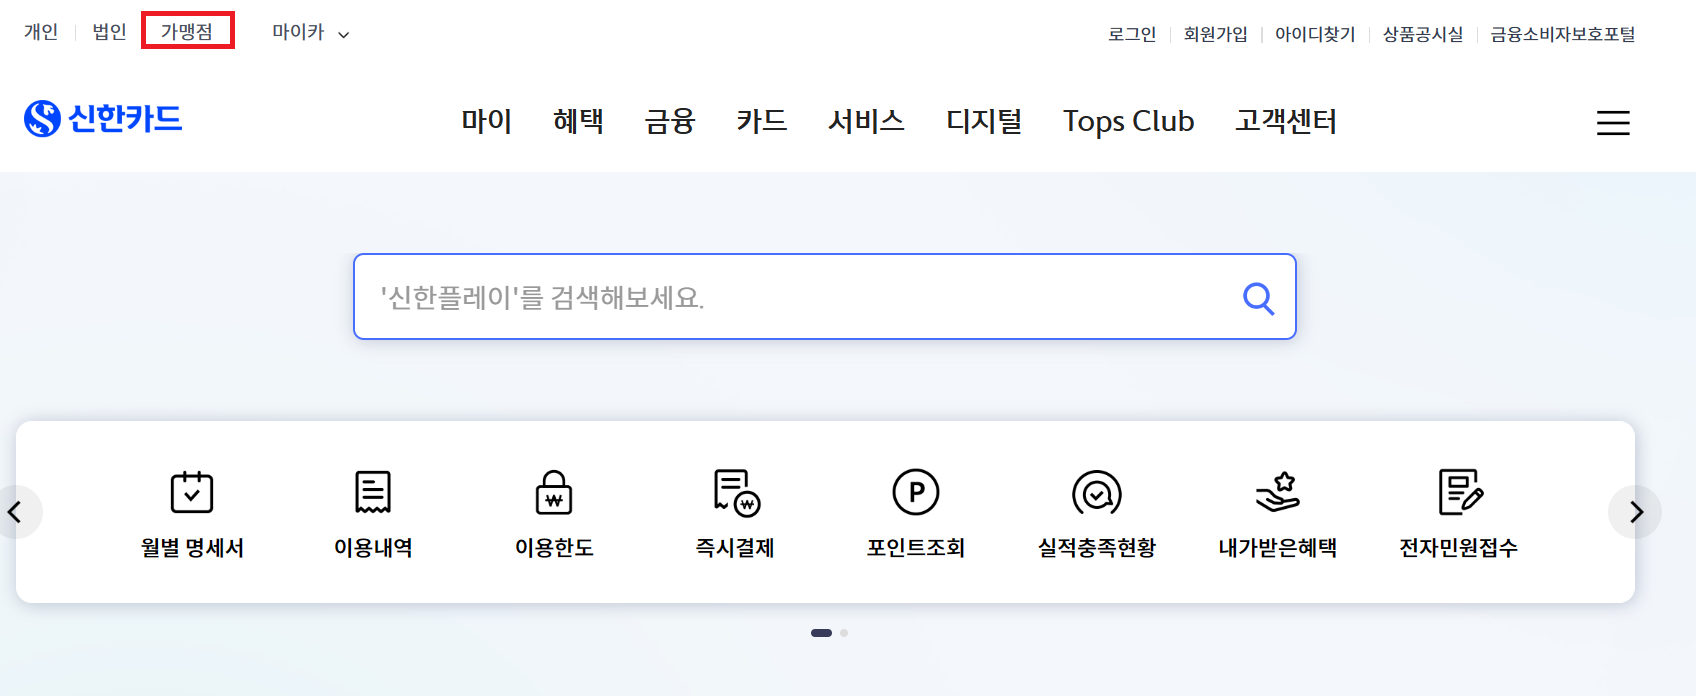 개인 법인 가맹점 마이카
로그인 회원가입 아이디찾기 상품공시실 금융소비자보호포털
신한카드 마이 혜택 금융 카드 서비스 디지털 Tops Club 고객센터
'신한플레이'를 검색해보세요.
월별 명세서 이용내역 이용한도 즉시결제 포인트조회 실적충족현황 내가받은혜택 전자민원접수